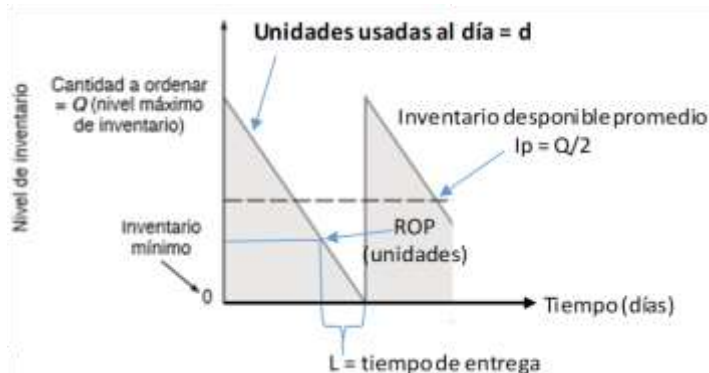 Unidades usadas al día = d
Nivel de inventario
Cantidad a ordenar
= Q (nivel máximo
de inventario)
Inventario desponible promedio
Ip = Q/2
Inventario
mínimo
ROP
(unidades)
0
Tiempo (días)
L = tiempo de entrega